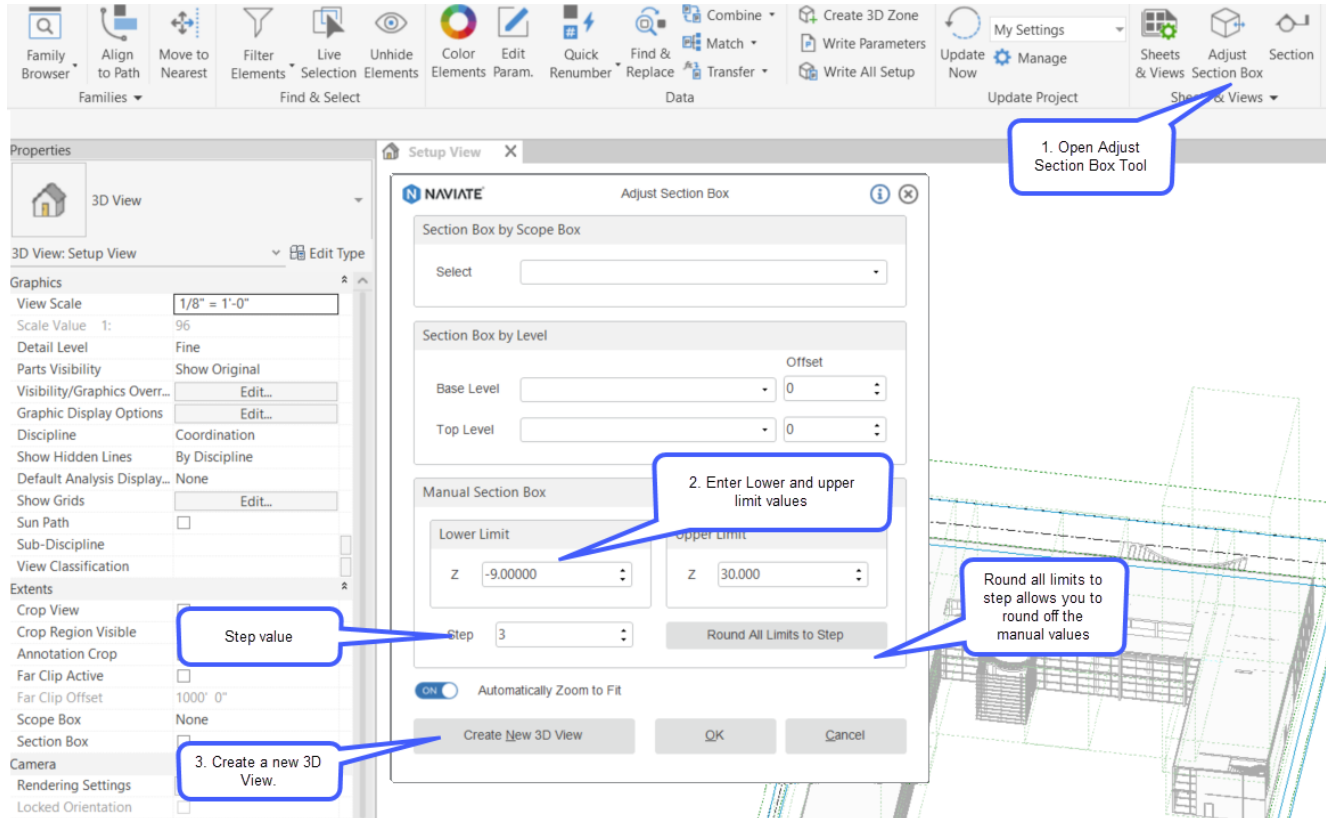 Family Browser
Align to Path
Move to Nearest
Families
Filter Elements
Live Selection
Unhide Elements
Find & Select
Color Elements
Edit Param.
Quick Renumber
Find & Replace
Combine
Match
Transfer
Create 3D Zone
Write Parameters
Write All Setup
Data
Update Now
My Settings
Manage
Update Project
Sheets & Views
Adjust Section Box
Section
& Views
1. Open Adjust
Section Box Tool
Properties
3D View
3D View: Setup View
Edit Type
Graphics
View Scale 1/8" = 1'-0"
Scale Value 1: 96
Detail Level Fine
Parts Visibility Show Original
Visibility/Graphics Overr... Edit...
Graphic Display Options Edit...
Discipline Coordination
Show Hidden Lines By Discipline
Default Analysis Display... None
Show Grids Edit...
Sun Path
Sub-Discipline
View Classification
Extents
Crop View
Crop Region Visible
Annotation Crop
Far Clip Active
Far Clip Offset 1000' 0"
Scope Box None
Section Box
Camera
Rendering Settings
Locked Orientation
Setup View
N NAVIATE
Adjust Section Box
Section Box by Scope Box
Select
Section Box by Level
Offset
Base Level 0
Top Level 0
Manual Section Box
2. Enter Lower and upper
limit values
Lower Limit
Upper Limit
Z -9.00000
Z 30.000
Step 3
Round All Limits to Step
Step value
Round all limits to
step allows you to
round off the
manual values
ON Automatically Zoom to Fit
Create New 3D View
OK
Cancel
3. Create a new 3D
View.